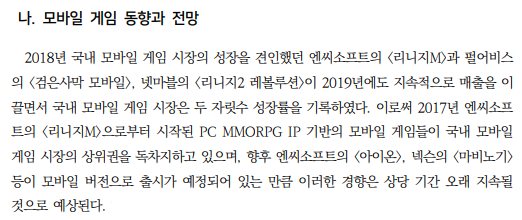 나. 모바일 게임 동향과 전망
2018년 국내 모바일 게임 시장의 성장을 견인했던 엔씨소프트의 〈리니지M〉과 펄어비스
의 〈검은사막 모바일〉, 넷마블의 〈리니지2 레볼루션〉이 2019년에도 지속적으로 매출을 이
끌면서 국내 모바일 게임 시장은 두 자릿수 성장률을 기록하였다. 이로써 2017년 엔씨소프
트의 〈리니지M〉으로부터 시작된 PC MMORPG IP 기반의 모바일 게임들이 국내 모바일
게임 시장의 상위권을 독차지하고 있으며, 향후 엔씨소프트의 〈아이온〉, 넥슨의 〈마비노기〉
등이 모바일 버전으로 출시가 예정되어 있는 만큼 이러한 경향은 상당 기간 오래 지속될
것으로 예상된다.